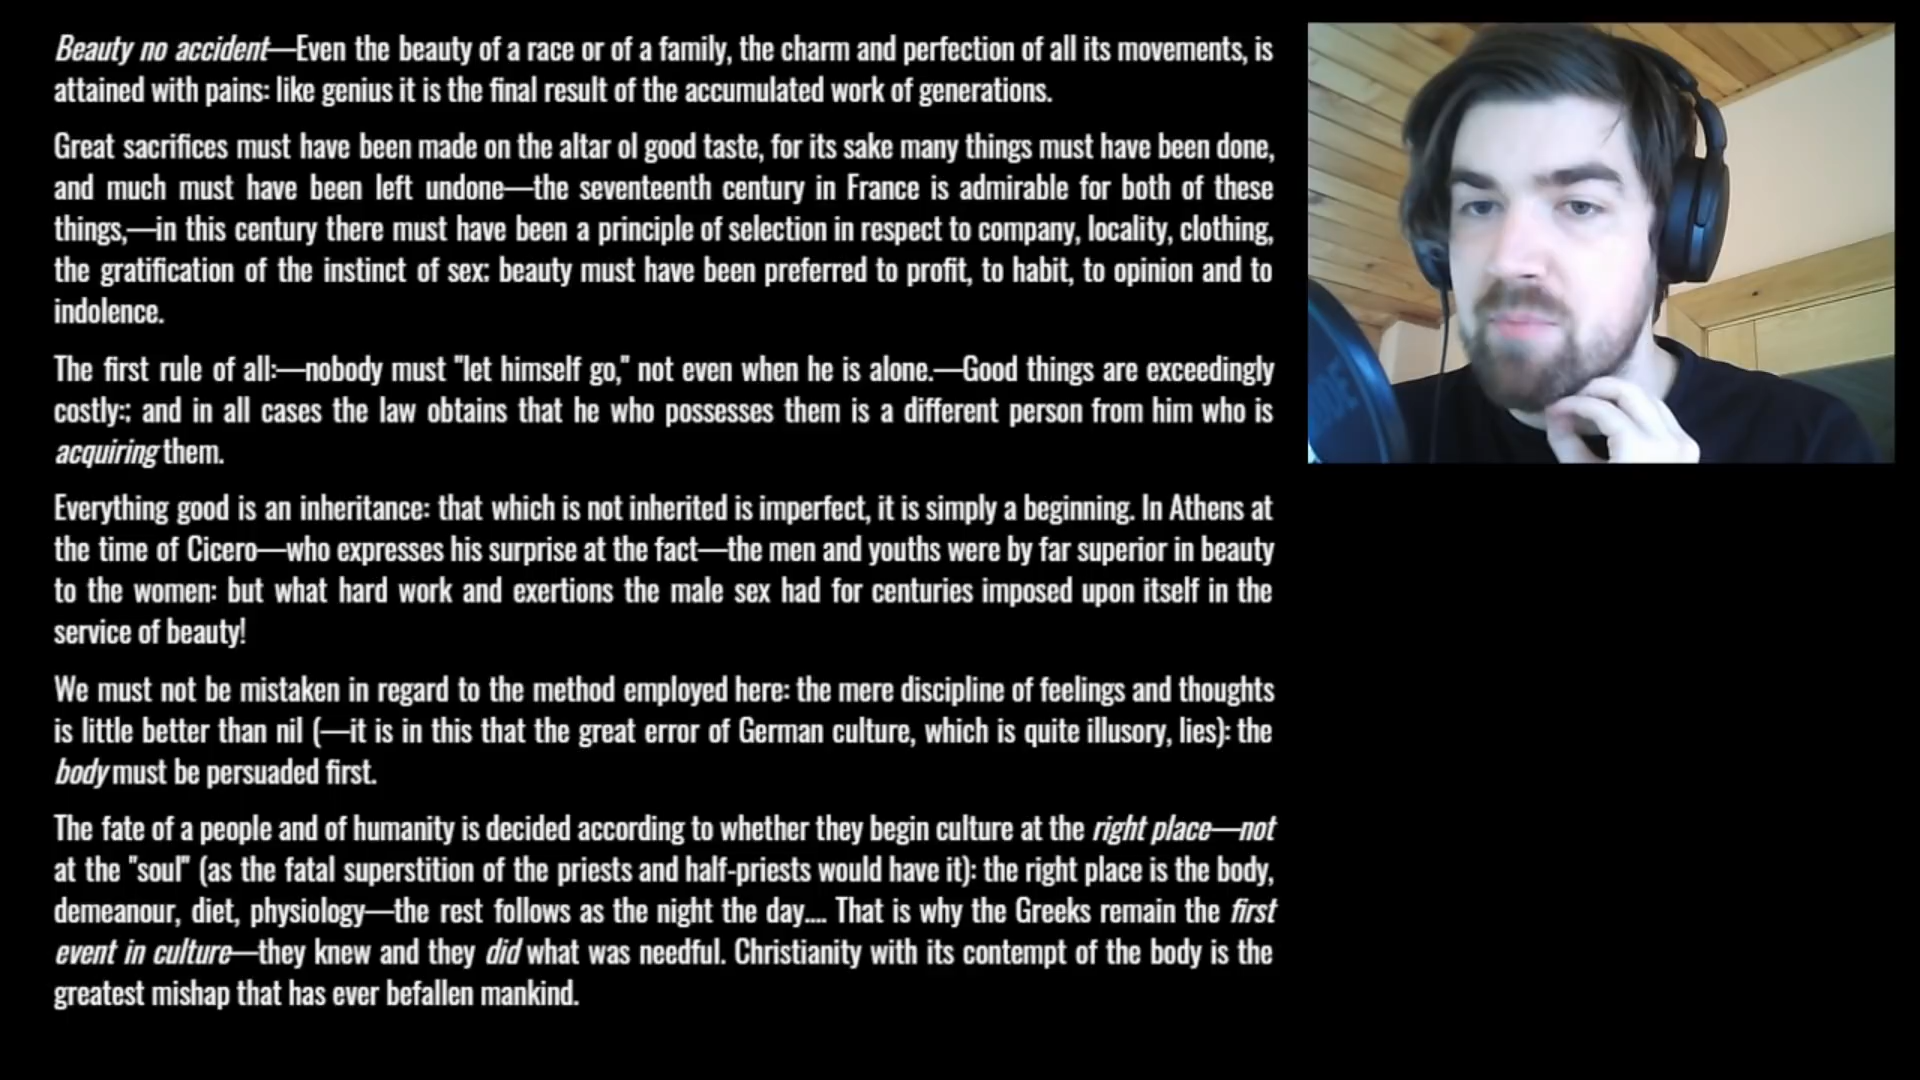 Beauty no accident—Even the beauty of a race or of a family, the charm and perfection of all its movements, is
attained with pains: like genius it is the final result of the accumulated work of generations.
Great sacrifices must have been made on the altar ol good taste, for its sake many things must have been done,
and much must have been left undone—the seventeenth century in France is admirable for both of these
things,—in this century there must have been a principle of selection in respect to company, locality, clothing,
the gratification of the instinct of sex: beauty must have been preferred to profit, to habit, to opinion and to
indolence.
The first rule of all:—nobody must "let himself go," not even when he is alone.—Good things are exceedingly
costly:; and in all cases the law obtains that he who possesses them is a different person from him who is
acquiring them.
Everything good is an inheritance: that which is not inherited is imperfect, it is simply a beginning. In Athens at
the time of Cicero—who expresses his surprise at the fact—the men and youths were by far superior in beauty
to the women: but what hard work and exertions the male sex had for centuries imposed upon itself in the
service of beauty!
We must not be mistaken in regard to the method employed here: the mere discipline of feelings and thoughts
is little better than nil (—it is in this that the great error of German culture, which is quite illusory, lies): the
body must be persuaded first.
The fate of a people and of humanity is decided according to whether they begin culture at the right place—not
at the "soul" (as the fatal superstition of the priests and half-priests would have it): the right place is the body,
demeanour, diet, physiology—the rest follows as the night the day.... That is why the Greeks remain the first
event in culture—they knew and they did what was needful. Christianity with its contempt of the body is the
greatest mishap that has ever befallen mankind.